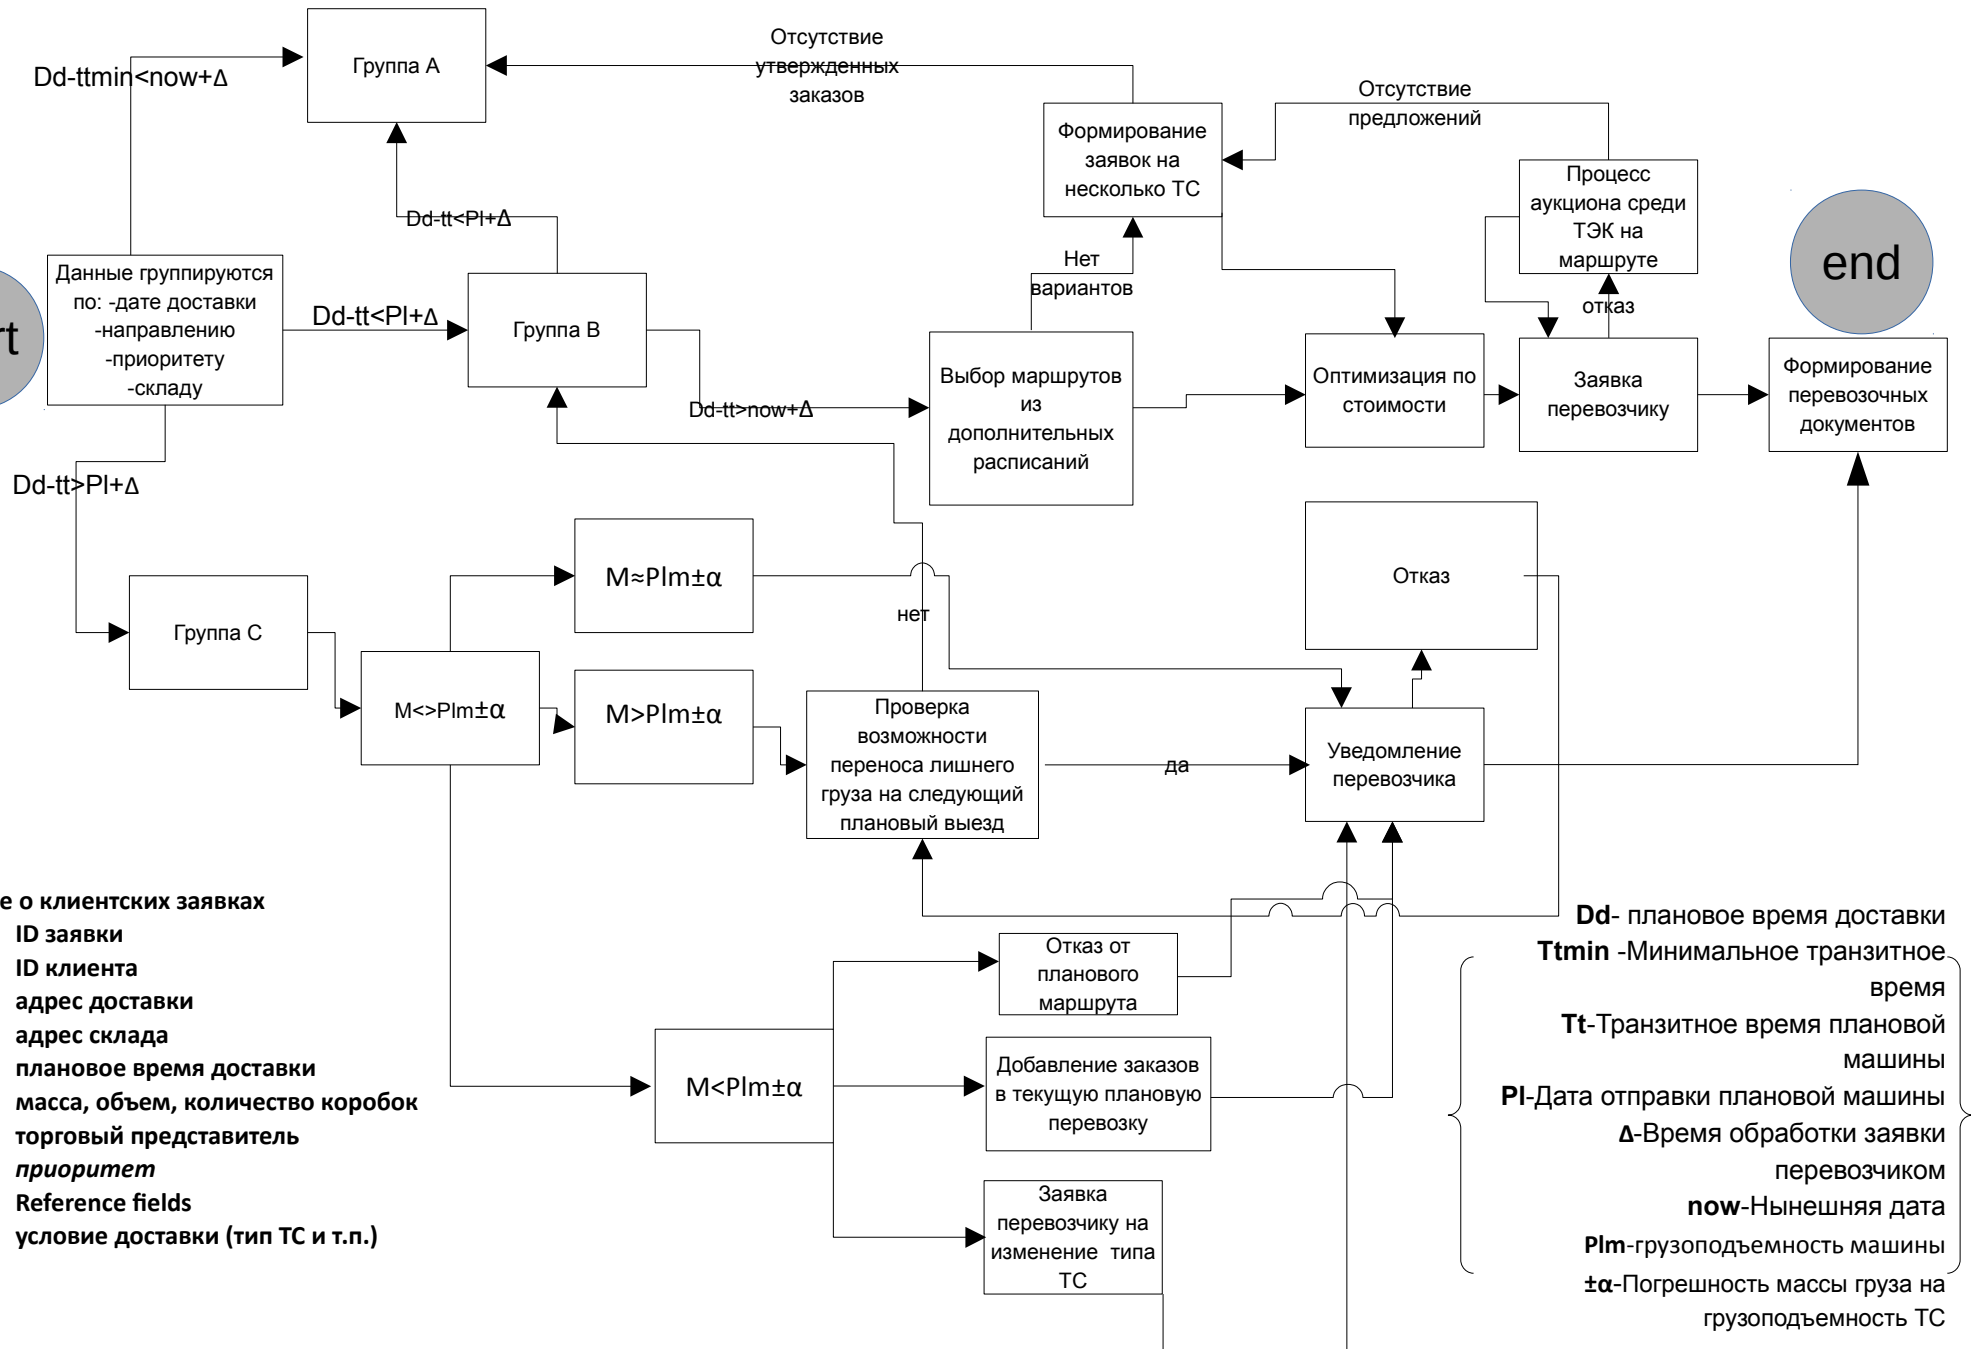 Группа А
Отсутствие
утвержденных
заказов
Dd-ttmin<now+Δ
Отсутствие
предложений
Формирование
заявок на
несколько ТС
Процесс
аукциона среди
ТЭК на
маршруте
Dd-tt<Pl+Δ
end
rt
Данные группируются
по: -дате доставки
-направлению
-приоритету
-складу
Dd-tt<Pl+Δ
Группа В
Нет
вариантов
отказ
Выбор маршрутов
из
дополнительных
расписаний
Dd-tt>now+Δ
Оптимизация по
стоимости
Заявка
перевозчику
Формирование
перевозочных
документов
Dd-tt>Pl+Δ
Группа С
M≈Plm±α
нет
Отказ
M<>Plm±α
M>Plm±α
Проверка
возможности
переноса лишнего
груза на следующий
плановый выезд
да
Уведомление
перевозчика
е о клиентских заявках
ID заявки
ID клиента
адрес доставки
адрес склада
плановое время доставки
масса, объем, количество коробок
торговый представитель
приоритет
Reference fields
условие доставки (тип ТС и т.п.)
M<Plm±α
Отказ от
планового
маршрута
Добавление заказов
в текущую плановую
перевозку
Заявка
перевозчику на
изменение типа
ТС
Dd- плановое время доставки
Ttmin -Минимальное транзитное
время
Tt-Транзитное время плановой
машины
Pl-Дата отправки плановой машины
Δ-Время обработки заявки
перевозчиком
now-Нынешняя дата
Plm-грузоподъемность машины
±α-Погрешность массы груза на
грузоподъемность ТС